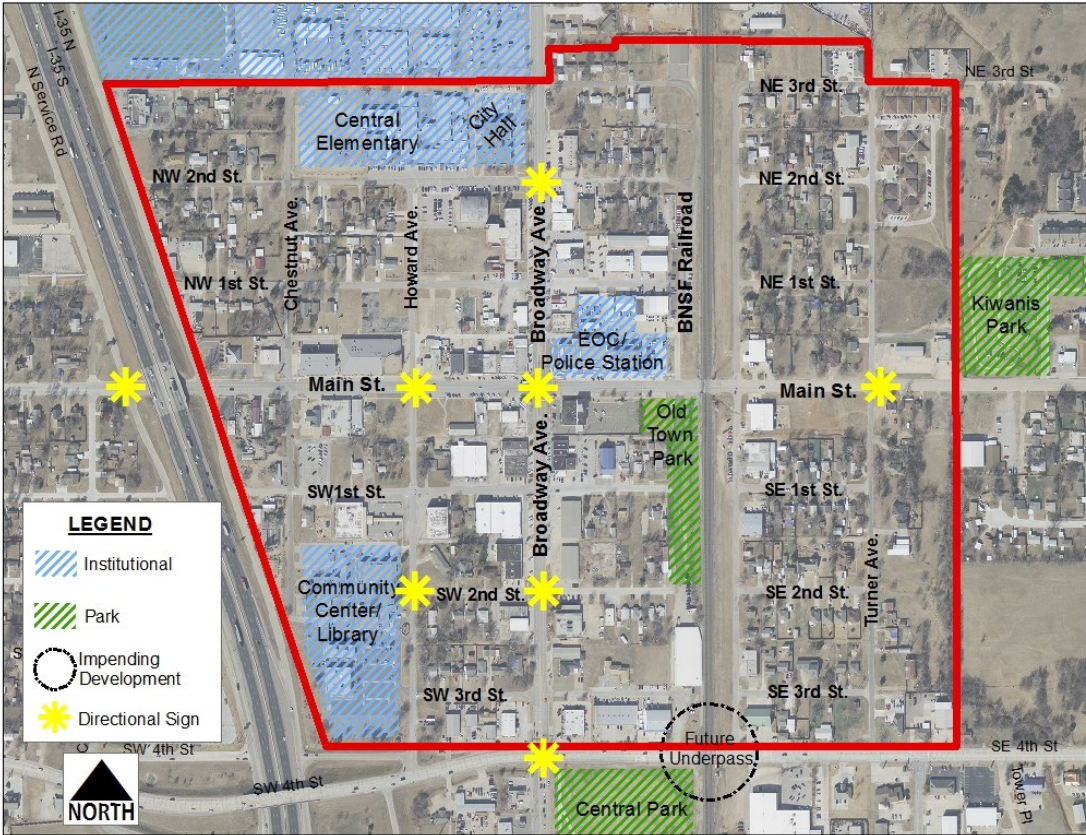 I-35 N
I-35 S
N Service Rd
NE 3rd St.
NE 3rd St
Central
Elementary
City
Hall
NW 2nd St.
NE 2nd St.
Chestnut Ave.
Howard Ave.
Broadway Ave.
BNSF Railroad
NW 1st St.
NE 1st St.
Kiwanis
Park
EOC/
Police Station
Main St.
Main St.
Old
Town
Park
Broadway Ave.
SW1st St.
SE 1st St.
LEGEND
Institutional
Park
Impending
Development
Directional Sign
Community
Center/
Library
SW 2nd St.
SE 2nd St.
Turner Ave.
SW 3rd St.
SE 3rd St.
Future
Underpass
SW 4th St
SW 4th St
SE 4th St
Tower Pl
Central Park
NORTH